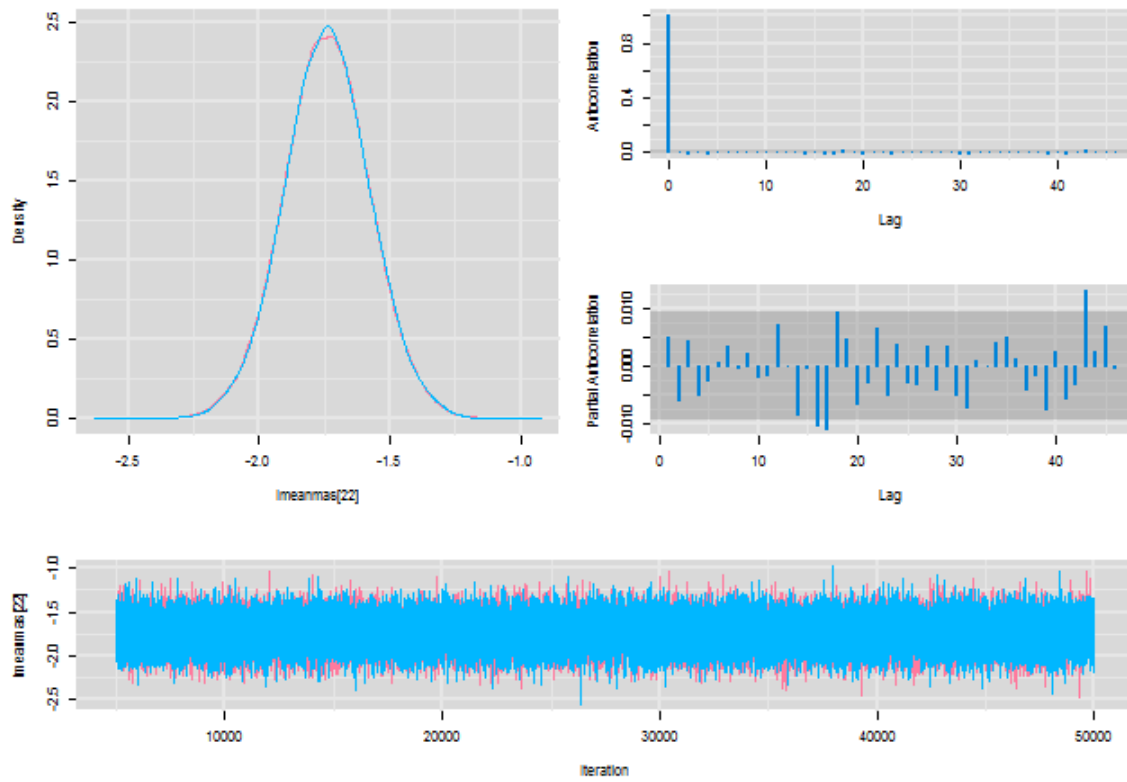 Density
2.5
2.0
1.5
1.0
0.5
0.0
−2.5 −2.0 −1.5 −1.0
lmeanmas[22]
Autocorrelation
0.8
0.4
0.0
0 10 20 30 40
Lag
Partial Autocorrelation
0.010
0.000
−0.010
0 10 20 30 40
Lag
lmeanmas[22]
−1.0
−1.5
−2.0
−2.5
10000 20000 30000 40000 50000
Iteration